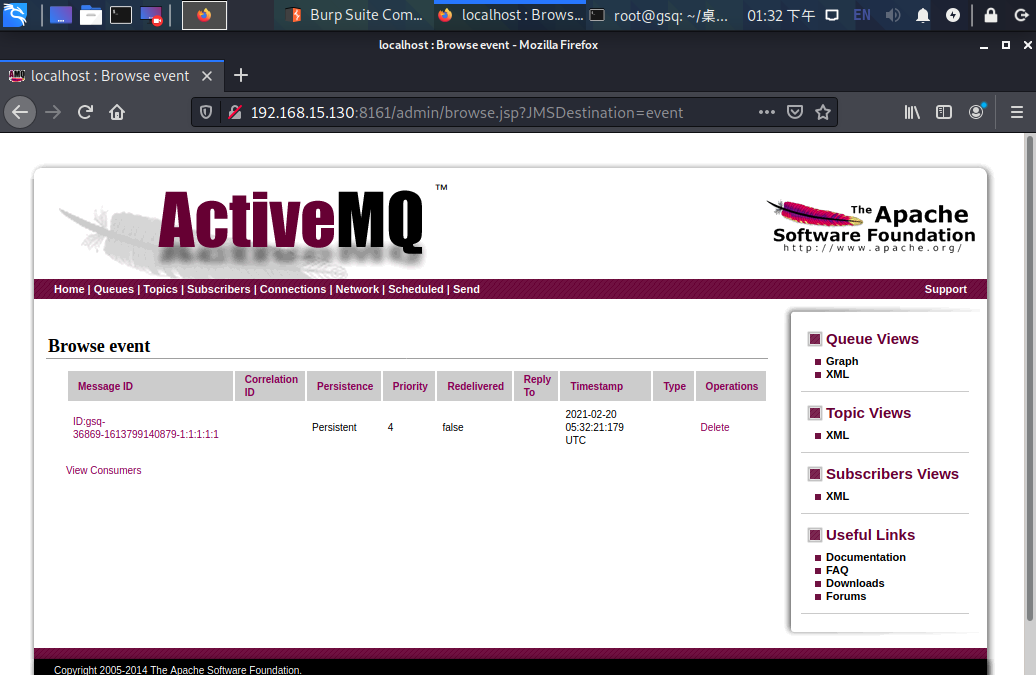 Burp Suite Com... localhost : Brows... root@gsq: ~/桌... 01:32 下午 EN
localhost : Browse event - Mozilla Firefox
localhost : Browse event
192.168.15.130:8161/admin/browse.jsp?JMSDestination=event
ActiveMQ ™
The Apache
Software Foundation
http://www.apache.org/
Home | Queues | Topics | Subscribers | Connections | Network | Scheduled | Send
Support
Browse event
Message ID Correlation ID Persistence Priority Redelivered Reply To Timestamp Type Operations
ID:gsq-
36869-1613799140879-1:1:1:1:1
Persistent 4 false
2021-02-20
05:32:21:179
UTC
Delete
View Consumers
Queue Views
Graph
XML
Topic Views
XML
Subscribers Views
XML
Useful Links
Documentation
FAQ
Downloads
Forums
Copyright 2005-2014 The Apache Software Foundation.